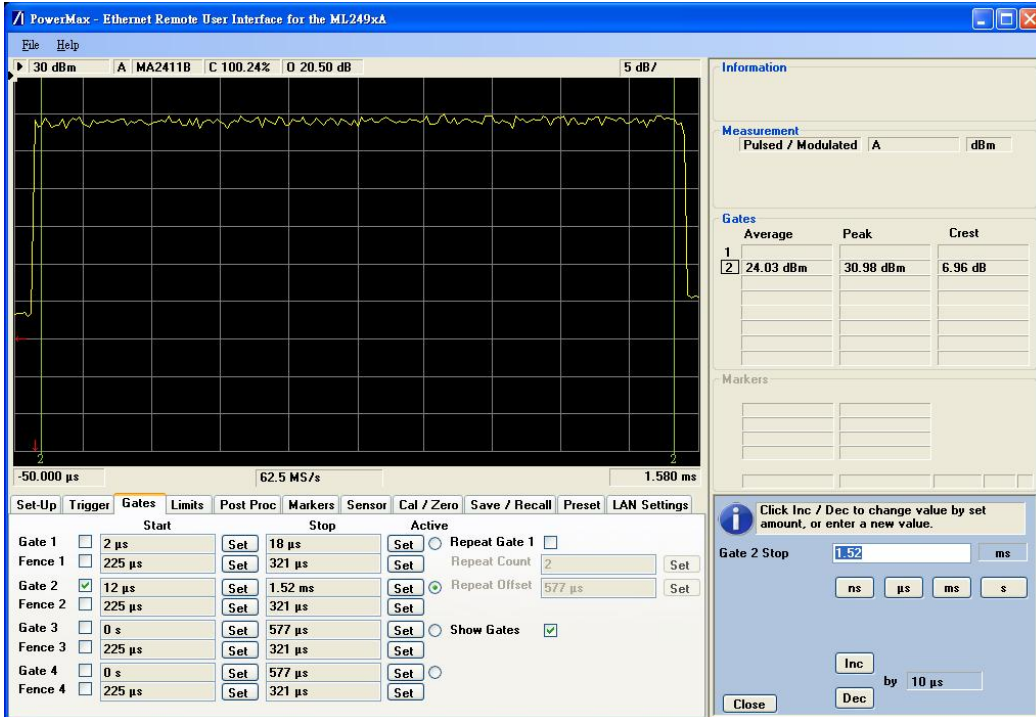 PowerMax - Ethernet Remote User Interface for the ML249xA
File Help
30 dBm A MA2411B C 100.24% O 20.50 dB 5 dB/
2 2
-50.000 µs 62.5 MS/s 1.580 ms
Set-Up Trigger Gates Limits Post Proc Markers Sensor Cal / Zero Save / Recall Preset LAN Settings
Start Stop Active
Gate 1 2 µs Set 18 µs Set Repeat Gate 1
Fence 1 225 µs Set 321 µs Set Repeat Count 2 Set
Gate 2 12 µs Set 1.52 ms Set Repeat Offset 577 µs Set
Fence 2 225 µs Set 321 µs Set
Gate 3 0 s Set 577 µs Set Show Gates
Fence 3 225 µs Set 321 µs Set
Gate 4 0 s Set 577 µs Set
Fence 4 225 µs Set 321 µs Set
Information
Measurement
Pulsed / Modulated A dBm
Gates
Average Peak Crest
1
2 24.03 dBm 30.98 dBm 6.96 dB
Markers
Click Inc / Dec to change value by set
amount, or enter a new value.
Gate 2 Stop 1.52 ms
ns µs ms s
Inc
by 10 µs
Dec
Close